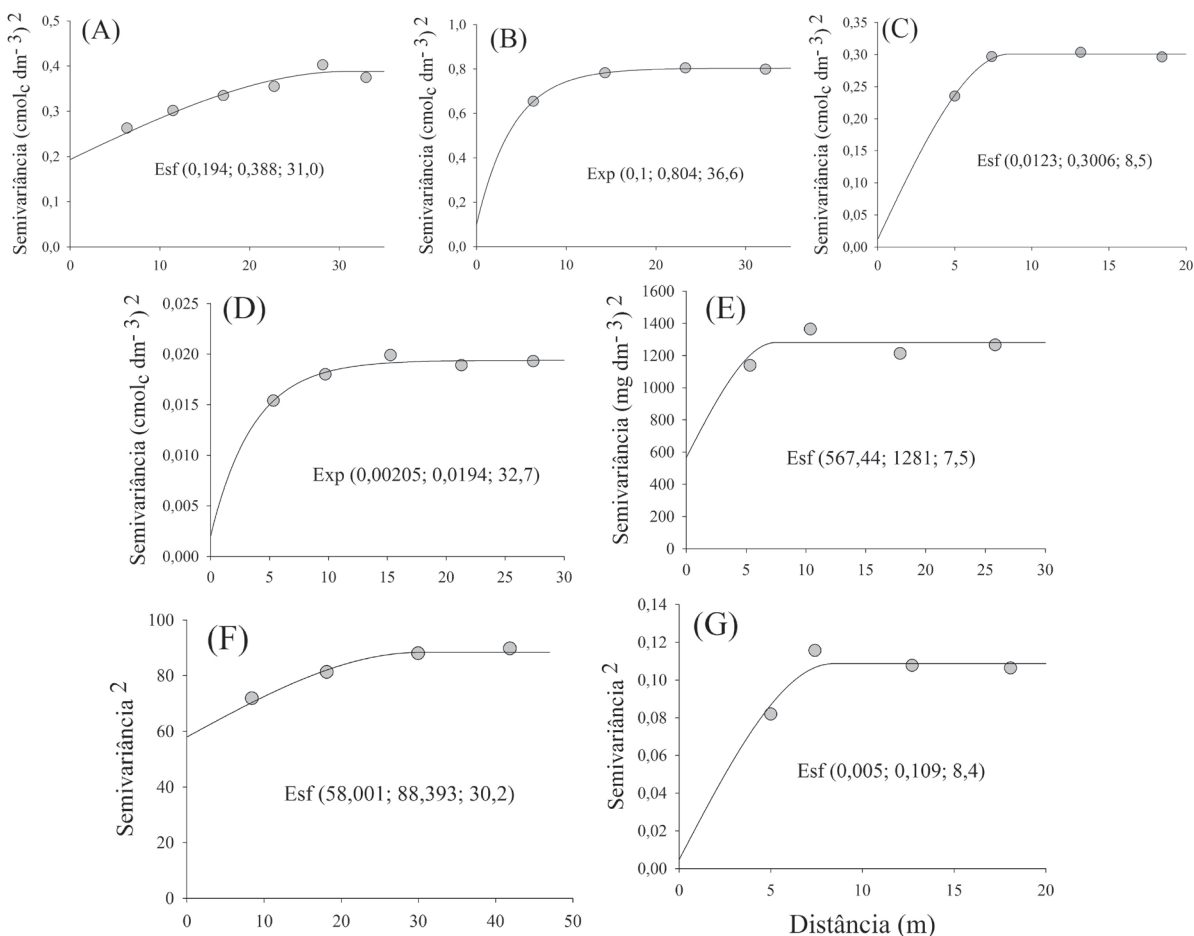 (A)
Semivariância (cmolc dm- 3) 2
0,5
0,4
0,3
0,2
0,1
0,0
Esf (0,194; 0,388; 31,0)
0 10 20 30
(B)
Semivariância (cmolc dm- 3) 2
1,0
0,8
0,6
0,4
0,2
0,0
Exp (0,1; 0,804; 36,6)
0 10 20 30
(C)
Semivariância (cmolc dm- 3) 2
0,35
0,30
0,25
0,20
0,15
0,10
0,05
0,00
Esf (0,0123; 0,3006; 8,5)
0 5 10 15 20
(D)
Semivariância (cmolc dm- 3) 2
0,025
0,020
0,015
0,010
0,005
0,000
Exp (0,00205; 0,0194; 32,7)
0 5 10 15 20 25 30
(E)
Semivariância (mg dm- 3) 2
1600
1400
1200
1000
800
600
400
200
0
Esf (567,44; 1281; 7,5)
0 5 10 15 20 25 30
(F)
Semivariância 2
100
80
60
40
20
0
Esf (58,001; 88,393; 30,2)
0 10 20 30 40 50
(G)
Semivariância 2
0,14
0,12
0,10
0,08
0,06
0,04
0,02
0,00
Esf (0,005; 0,109; 8,4)
0 5 10 15 20
Distância (m)